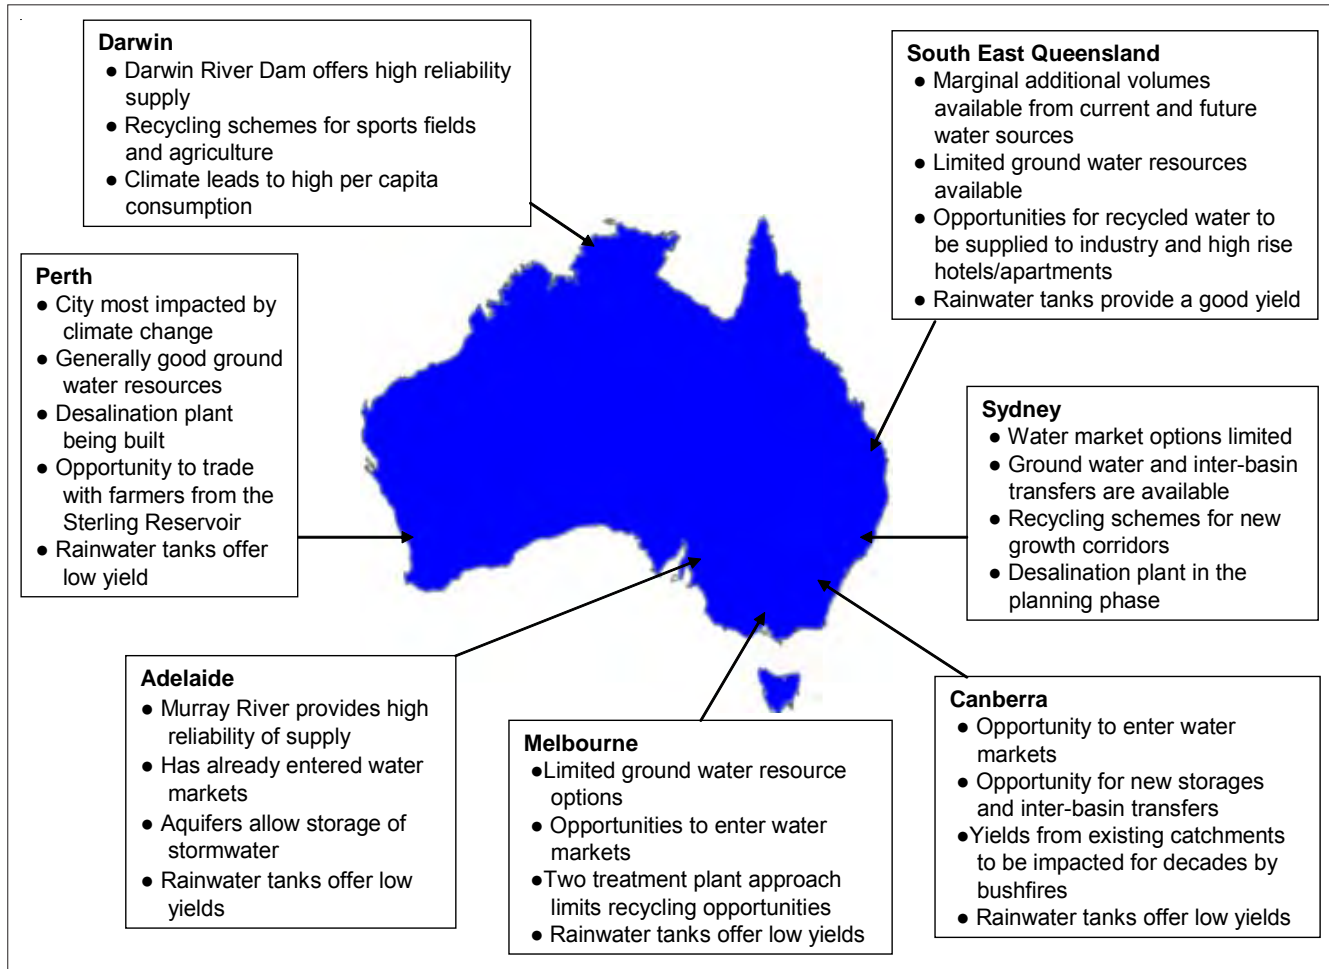 Darwin
● Darwin River Dam offers high reliability
supply
● Recycling schemes for sports fields
and agriculture
● Climate leads to high per capita
consumption
South East Queensland
● Marginal additional volumes
available from current and future
water sources
● Limited ground water resources
available
● Opportunities for recycled water to
be supplied to industry and high rise
hotels/apartments
● Rainwater tanks provide a good yield
Perth
● City most impacted by
climate change
● Generally good ground
water resources
● Desalination plant
being built
● Opportunity to trade
with farmers from the
Sterling Reservoir
● Rainwater tanks offer
low yield
Sydney
● Water market options limited
● Ground water and inter-basin
transfers are available
● Recycling schemes for new
growth corridors
● Desalination plant in the
planning phase
Adelaide
● Murray River provides high
reliability of supply
● Has already entered water
markets
● Aquifers allow storage of
stormwater
● Rainwater tanks offer low
yields
Melbourne
●Limited ground water resource
options
● Opportunities to enter water
markets
●Two treatment plant approach
limits recycling opportunities
● Rainwater tanks offer low yields
Canberra
● Opportunity to enter water
markets
● Opportunity for new storages
and inter-basin transfers
●Yields from existing catchments
to be impacted for decades by
bushfires
● Rainwater tanks offer low yields